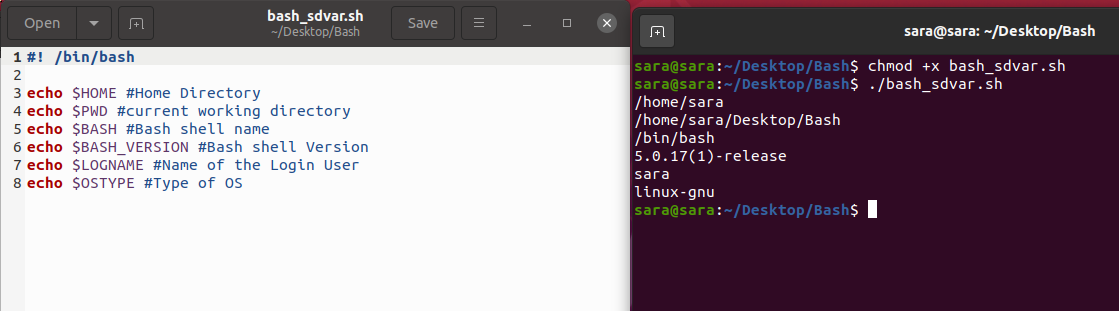 Open
bash_sdvar.sh
~/Desktop/Bash
Save
1 #! /bin/bash
2
3 echo $HOME #Home Directory
4 echo $PWD #current working directory
5 echo $BASH #Bash shell name
6 echo $BASH_VERSION #Bash shell Version
7 echo $LOGNAME #Name of the Login User
8 echo $OSTYPE #Type of OS
sara@sara: ~/Desktop/Bash
sara@sara:~/Desktop/Bash$ chmod +x bash_sdvar.sh
sara@sara:~/Desktop/Bash$ ./bash_sdvar.sh
/home/sara
/home/sara/Desktop/Bash
/bin/bash
5.0.17(1)-release
sara
linux-gnu
sara@sara:~/Desktop/Bash$